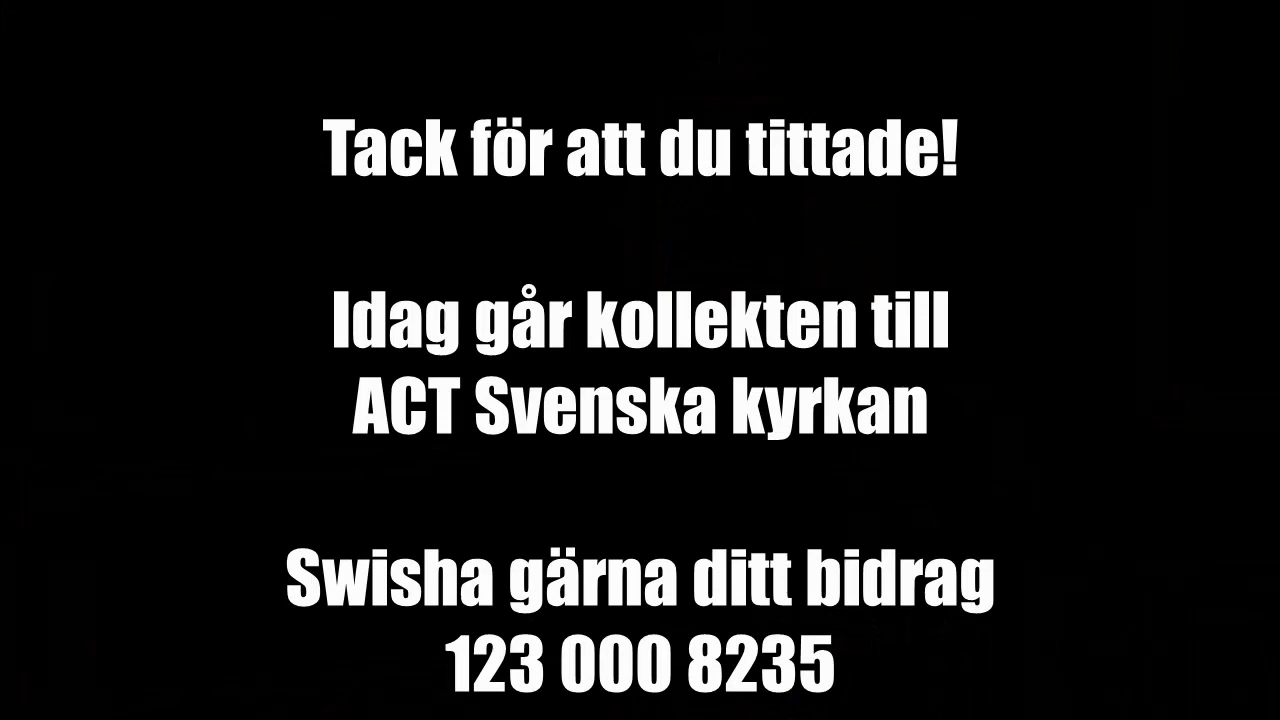 Tack för att du tittade!
Idag går kollekten till
ACT Svenska kyrkan
Swisha gärna ditt bidrag
123 000 8235